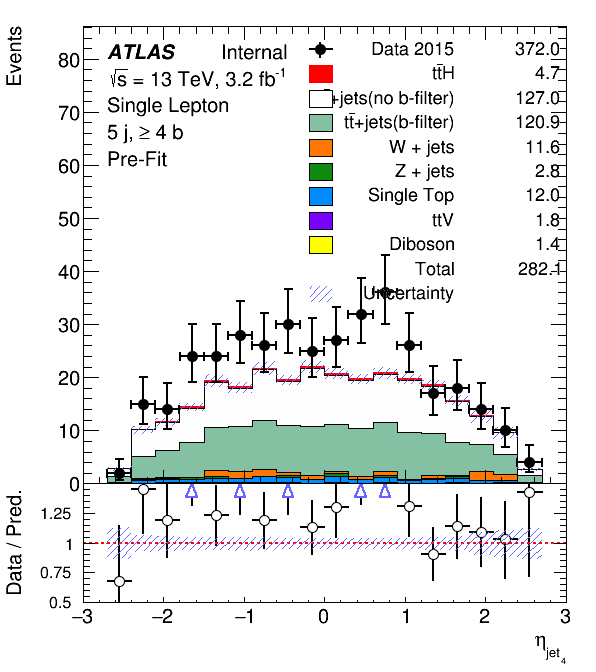 Events
ATLAS Internal
√s = 13 TeV, 3.2 fb⁻¹
Single Lepton
5 j, ≥ 4 b
Pre-Fit
Data 2015 372.0
tt̄H 4.7
+jets(no b-filter) 127.0
tt̄+jets(b-filter) 120.9
W + jets 11.6
Z + jets 2.8
Single Top 12.0
ttV 1.8
Diboson 1.4
Total 282.1
Uncertainty
80
70
60
50
40
30
20
10
0
Data / Pred.
1.25
1
0.75
0.5
−3 −2 −1 0 1 2 3
η jet 4